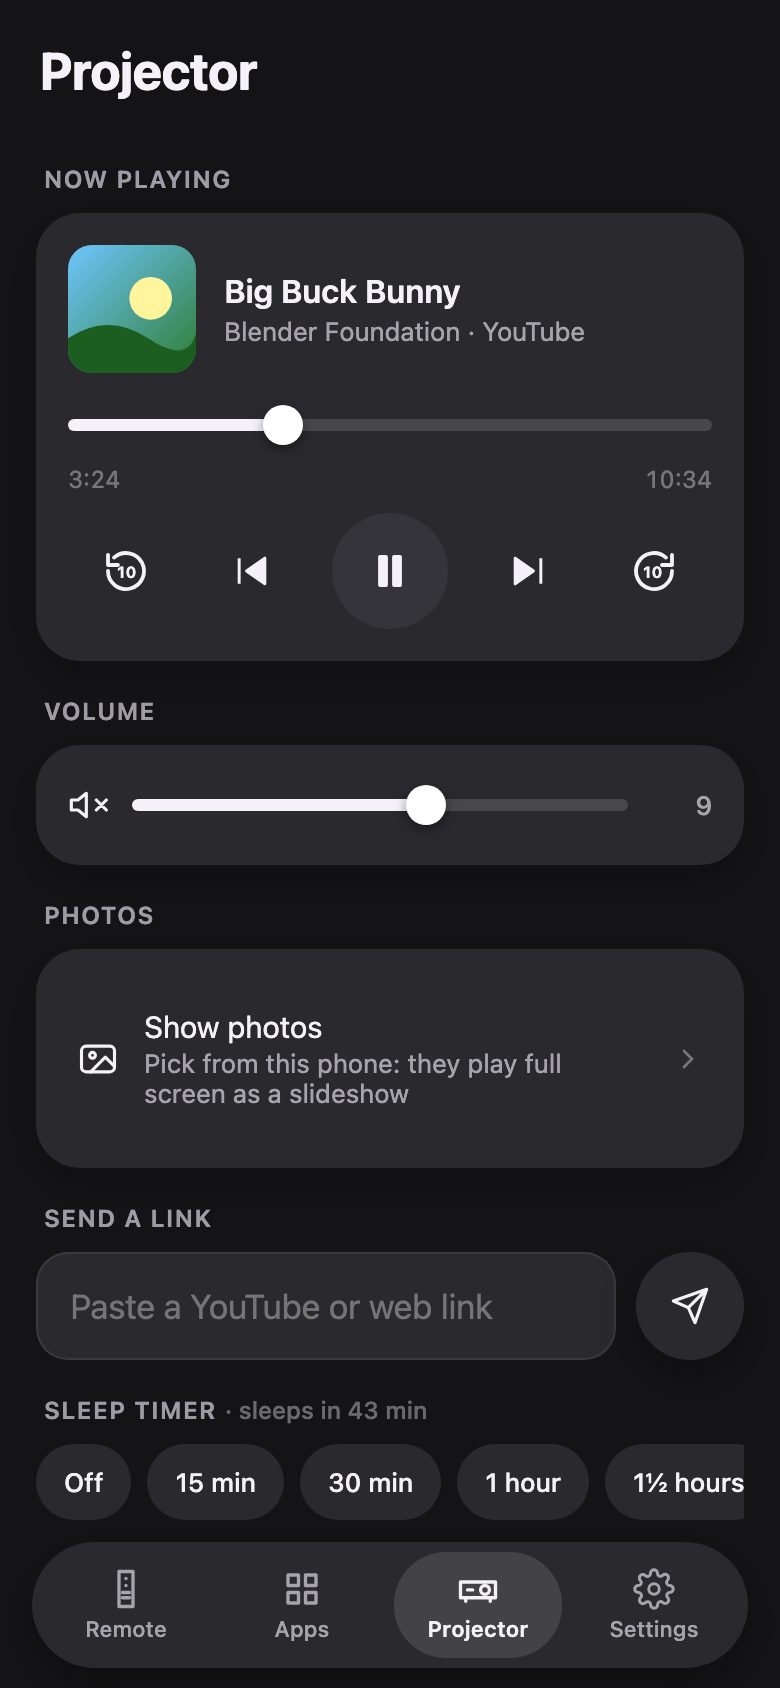 Projector
NOW PLAYING
Big Buck Bunny
Blender Foundation · YouTube
3:24
10:34
10
10
VOLUME
9
PHOTOS
Show photos
Pick from this phone: they play full
screen as a slideshow
SEND A LINK
Paste a YouTube or web link
SLEEP TIMER · sleeps in 43 min
Off
15 min
30 min
1 hour
1½ hours
Remote
Apps
Projector
Settings